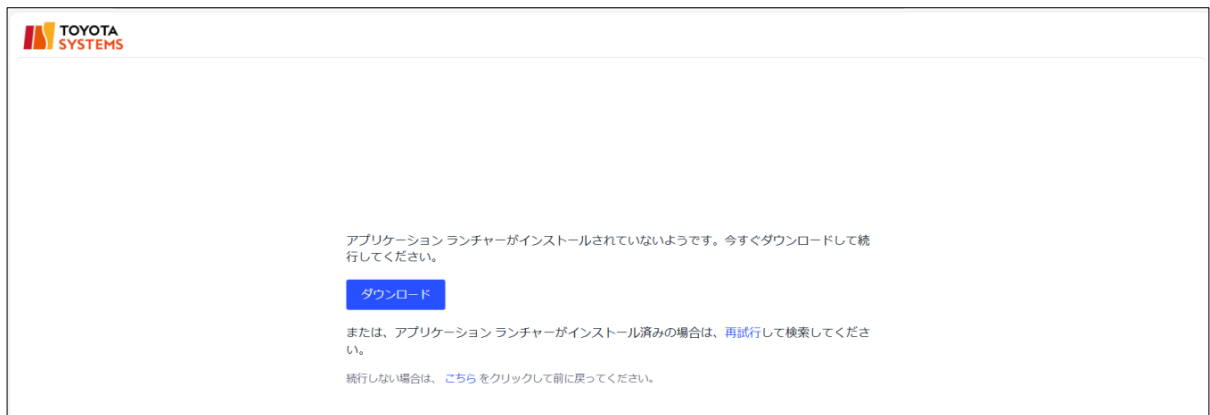 TOYOTA
SYSTEMS
アプリケーション ランチャーがインストールされていないようです。今すぐダウンロードして続
行してください。
ダウンロード
または、アプリケーション ランチャーがインストール済みの場合は、再試行して検索してくださ
い。
続行しない場合は、 こちら をクリックして前に戻ってください。